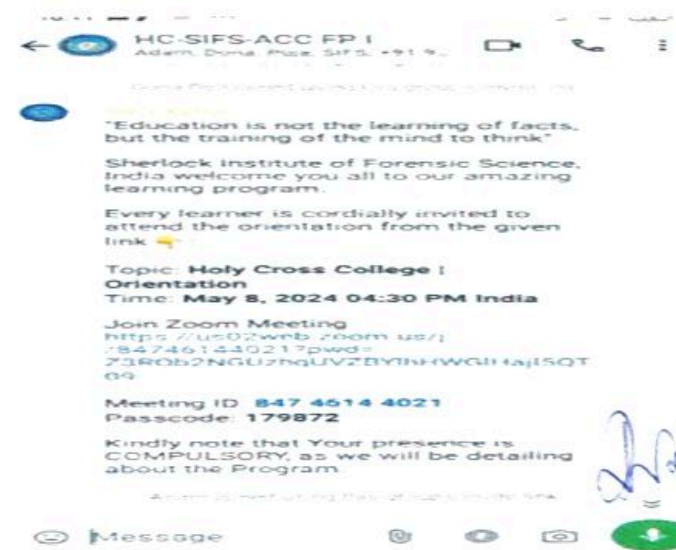 HC-SIFS-ACC FP I
"Education is not the learning of facts,
but the training of the mind to think"
Sherlock Institute of Forensic Science,
India welcome you all to our amazing
learning program.
Every learner is cordially invited to
attend the orientation from the given
link
Topic: Holy Cross College |
Orientation
Time: May 8, 2024 04:30 PM India
Join Zoom Meeting
https://us02web.zoom.us/j
Meeting ID: 847 4614 4021
Passcode: 179872
Kindly note that Your presence is
COMPULSORY, as we will be detailing
about the Program
Message